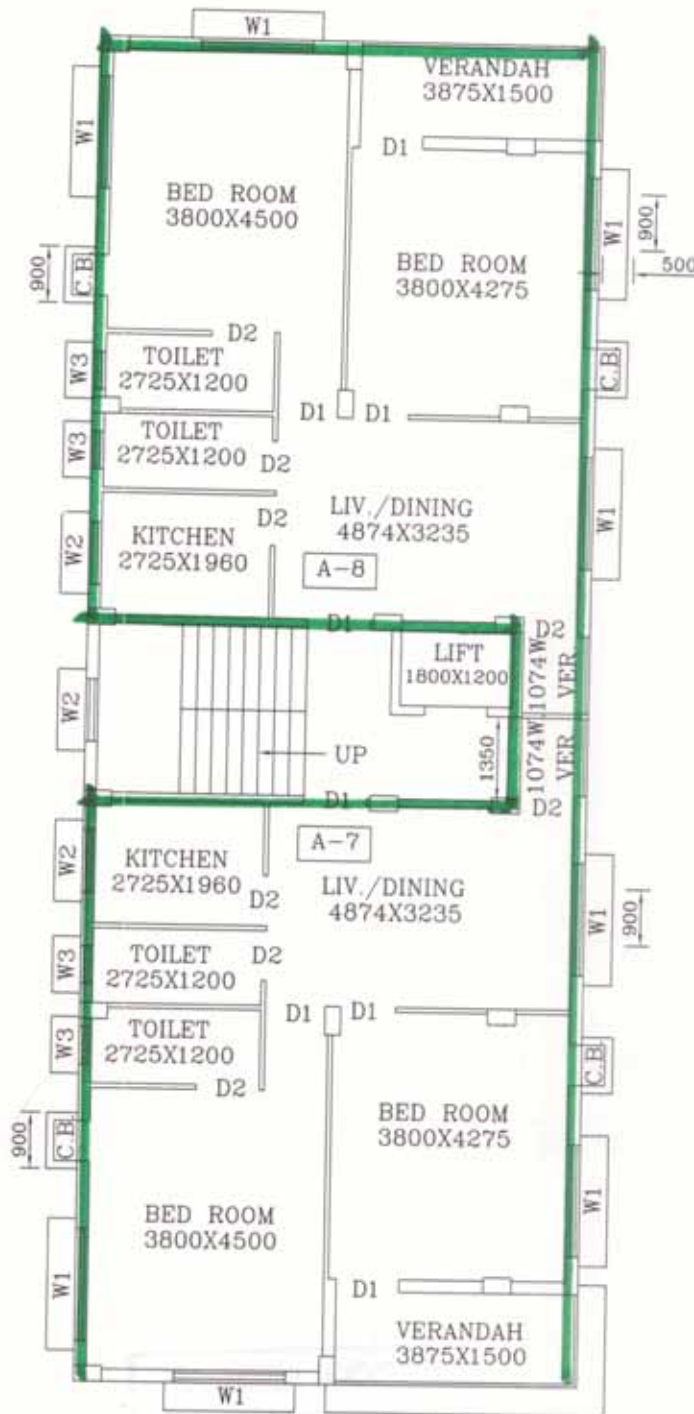 W1
VERANDAH
3875X1500
W1
D1
BED ROOM
3800X4500
W1
900
BED ROOM
3800X4275
500
900
C.B.
D2
TOILET
2725X1200
W3
C.B.
D1
D1
TOILET
2725X1200
W3
D2
W1
LIV./DINING
4874X3235
D2
KITCHEN
2725X1960
W2
A-8
D1
D2
LIFT
1800X1200
1074W.
VER
W2
UP
1350
1074W.
VER
D1
D2
A-7
KITCHEN
2725X1960
W2
LIV./DINING
4874X3235
D2
W1
900
TOILET
2725X1200
W3
D2
D1
D1
TOILET
2725X1200
W3
C.B.
D2
BED ROOM
3800X4275
900
C.B.
W1
BED ROOM
3800X4500
W1
D1
VERANDAH
3875X1500
W1